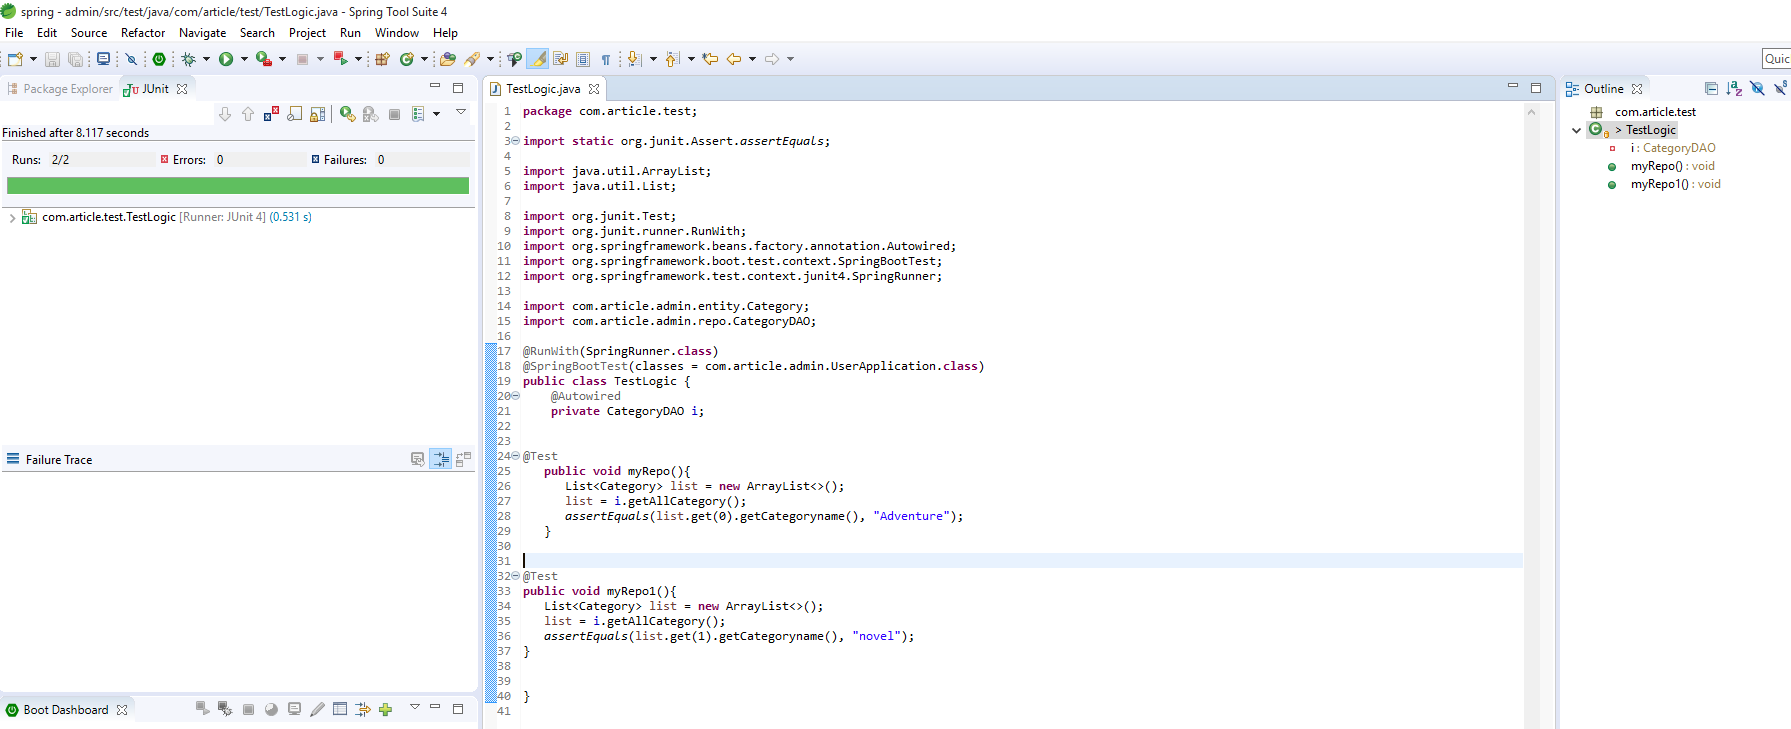 spring - admin/src/test/java/com/article/test/TestLogic.java - Spring Tool Suite 4
File Edit Source Refactor Navigate Search Project Run Window Help
Quic
Package Explorer JUnit
Finished after 8.117 seconds
Runs: 2/2 Errors: 0 Failures: 0
com.article.test.TestLogic [Runner: JUnit 4] (0.531 s)
Failure Trace
Boot Dashboard
TestLogic.java
1 package com.article.test;
2
3 import static org.junit.Assert.assertEquals;
4
5 import java.util.ArrayList;
6 import java.util.List;
7
8 import org.junit.Test;
9 import org.junit.runner.RunWith;
10 import org.springframework.beans.factory.annotation.Autowired;
11 import org.springframework.boot.test.context.SpringBootTest;
12 import org.springframework.test.context.junit4.SpringRunner;
13
14 import com.article.admin.entity.Category;
15 import com.article.admin.repo.CategoryDAO;
16
17 @RunWith(SpringRunner.class)
18 @SpringBootTest(classes = com.article.admin.UserApplication.class)
19 public class TestLogic {
20 @Autowired
21 private CategoryDAO i;
22
23
24 @Test
25 public void myRepo(){
26 List<Category> list = new ArrayList<>();
27 list = i.getAllCategory();
28 assertEquals(list.get(0).getCategoryname(), "Adventure");
29 }
30
31
32 @Test
33 public void myRepo1(){
34 List<Category> list = new ArrayList<>();
35 list = i.getAllCategory();
36 assertEquals(list.get(1).getCategoryname(), "novel");
37 }
38
39
40 }
41
Outline
com.article.test
> TestLogic
i : CategoryDAO
myRepo() : void
myRepo1() : void